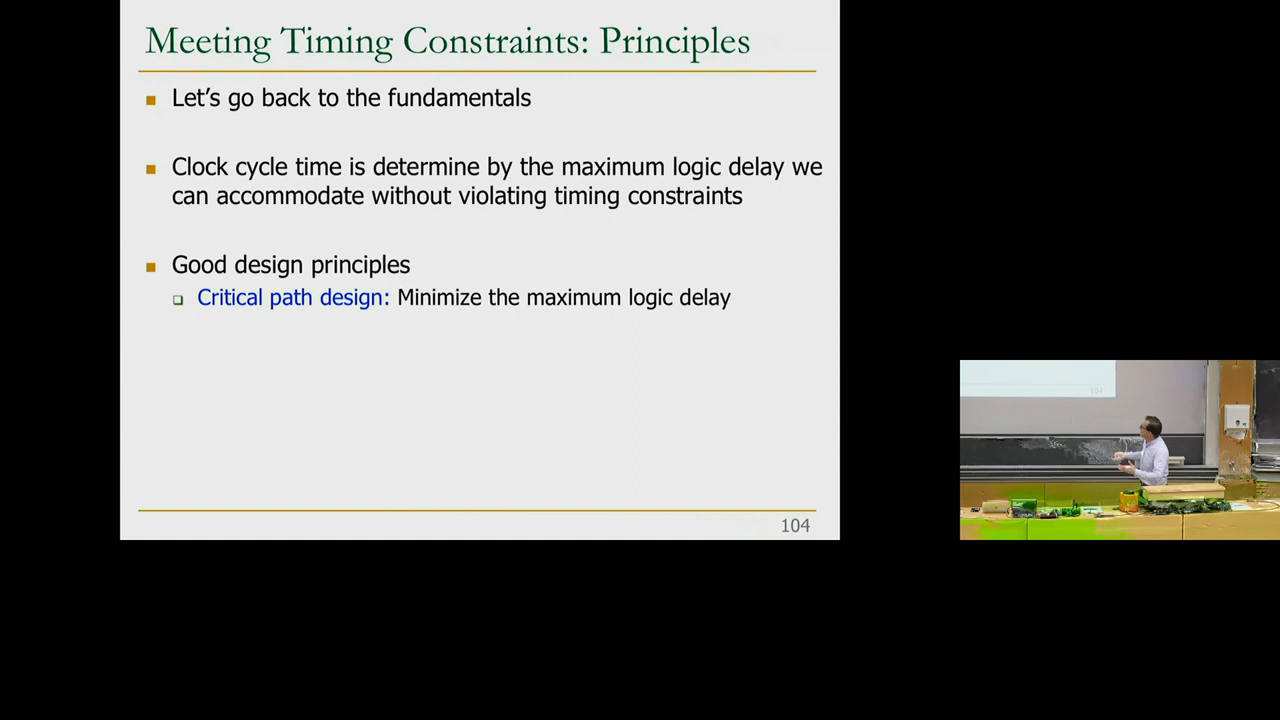 Meeting Timing Constraints: Principles
Let's go back to the fundamentals
Clock cycle time is determine by the maximum logic delay we
can accommodate without violating timing constraints
Good design principles
Critical path design: Minimize the maximum logic delay
104
104